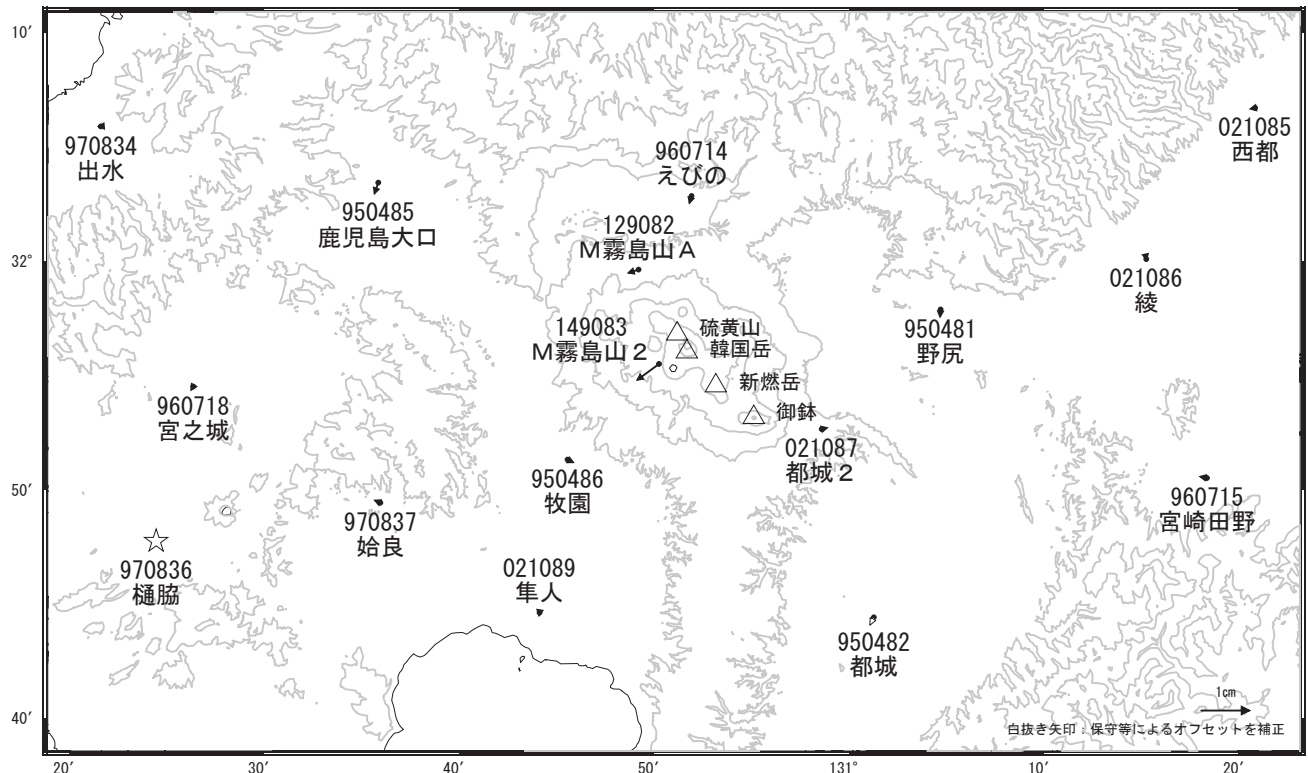 10′
970834
出水
950485
鹿児島大口
960714
えびの
129082
M霧島山A
021085
西都
32°
021086
綾
149083
M霧島山2
硫黄山
韓国岳
新燃岳
御鉢
950481
野尻
960718
宮之城
950486
牧園
021087
都城2
50′
970837
姶良
960715
宮崎田野
970836
樋脇
021089
隼人
950482
都城
1cm
40′
白抜き矢印：保守等によるオフセットを補正
20′
30′
40′
50′
131°
10′
20′